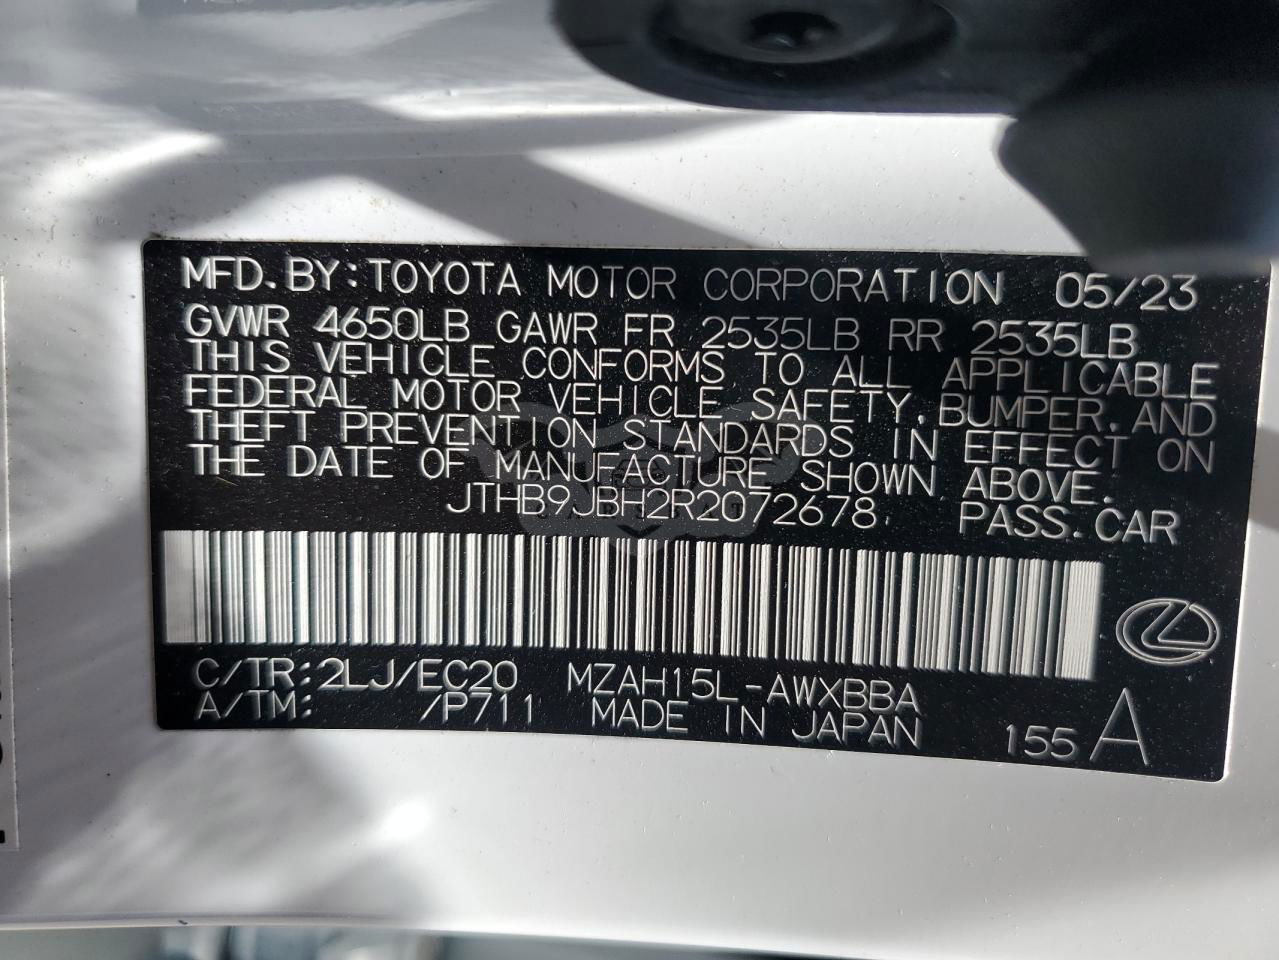 MFD. BY: TOYOTA MOTOR CORPORATION 05/23
GVWR 4650LB GAWR FR 2535LB RR 2535LB
THIS VEHICLE CONFORMS TO ALL APPLICABLE
FEDERAL MOTOR VEHICLE SAFETY, BUMPER, AND
THEFT PREVENTION STANDARDS IN EFFECT ON
THE DATE OF MANUFACTURE SHOWN ABOVE.
JTHB9JBH2R2072678 PASS. CAR
C/TR: 2LJ/EC20 MZAH15L-AWXBBA
A/TM: /P711 MADE IN JAPAN 155 A